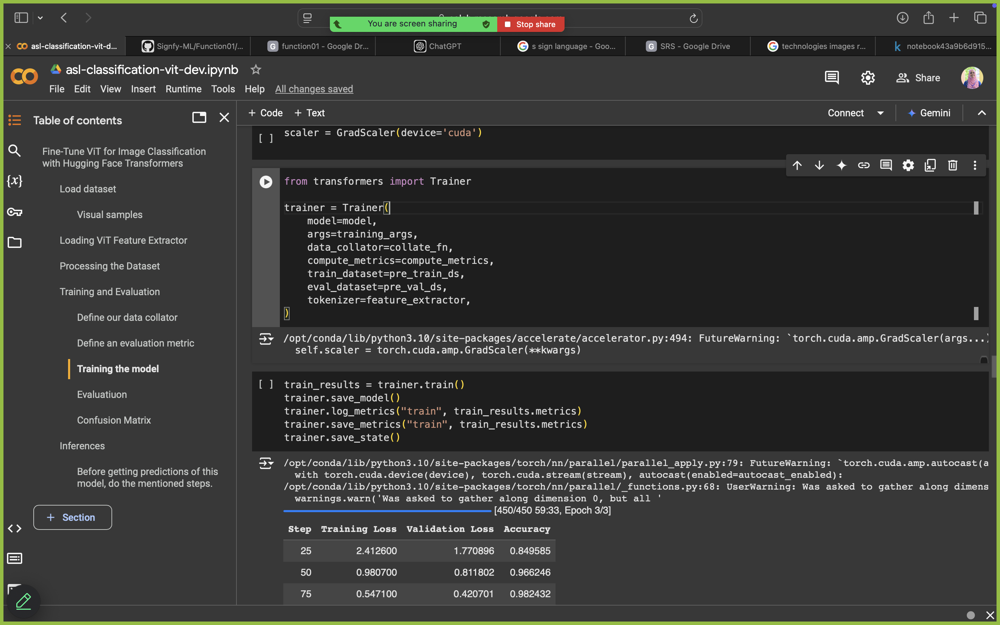 You are screen sharing
Stop share
asl-classification-vit-d...
Signfy-ML/Function01/...
function01 - Google Dr...
ChatGPT
s sign language - Goo...
SRS - Google Drive
technologies images r...
notebook43a9b6d915...
asl-classification-vit-dev.ipynb
Share
File Edit View Insert Runtime Tools Help All changes saved
Table of contents
+ Code + Text
Connect
Gemini
Fine-Tune ViT for Image Classification
with Hugging Face Transformers
Load dataset
Visual samples
Loading ViT Feature Extractor
Processing the Dataset
Training and Evaluation
Define our data collator
Define an evaluation metric
Training the model
Evaluatiuon
Confusion Matrix
Inferences
Before getting predictions of this
model, do the mentioned steps.
+ Section
{x}
[ ] scaler = GradScaler(device='cuda')
from transformers import Trainer
trainer = Trainer(
model=model,
args=training_args,
data_collator=collate_fn,
compute_metrics=compute_metrics,
train_dataset=pre_train_ds,
eval_dataset=pre_val_ds,
tokenizer=feature_extractor,
)
/opt/conda/lib/python3.10/site-packages/accelerate/accelerator.py:494: FutureWarning: `torch.cuda.amp.GradScaler(args...)
self.scaler = torch.cuda.amp.GradScaler(**kwargs)
[ ] train_results = trainer.train()
trainer.save_model()
trainer.log_metrics("train", train_results.metrics)
trainer.save_metrics("train", train_results.metrics)
trainer.save_state()
/opt/conda/lib/python3.10/site-packages/torch/nn/parallel/parallel_apply.py:79: FutureWarning: `torch.cuda.amp.autocast(a
with torch.cuda.device(device), torch.cuda.stream(stream), autocast(enabled=autocast_enabled):
/opt/conda/lib/python3.10/site-packages/torch/nn/parallel/_functions.py:68: UserWarning: Was asked to gather along dimens
warnings.warn('Was asked to gather along dimension 0, but all '
[450/450 59:33, Epoch 3/3]
Step Training Loss Validation Loss Accuracy
25 2.412600 1.770896 0.849585
50 0.980700 0.811802 0.966246
75 0.547100 0.420701 0.982432